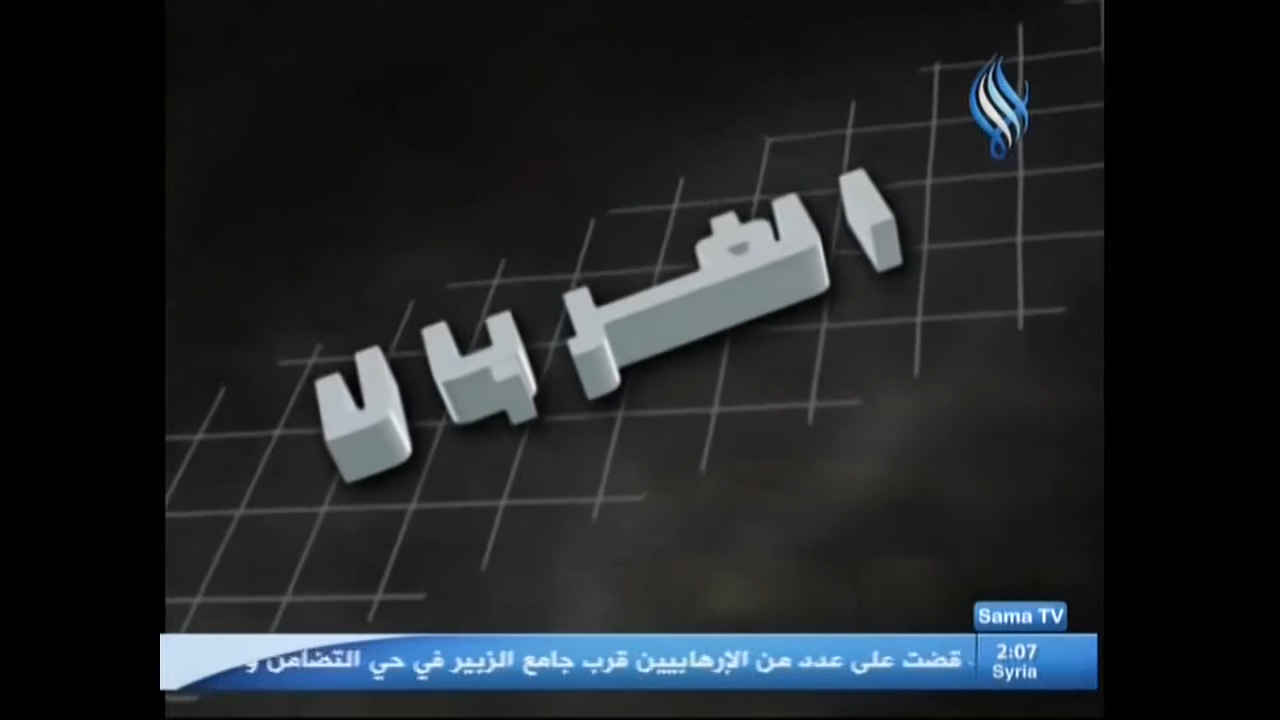 الغربال
Sama TV
قضت على عدد من الإرهابيين قرب جامع الزبير في حي التضامن و
2:07
Syria